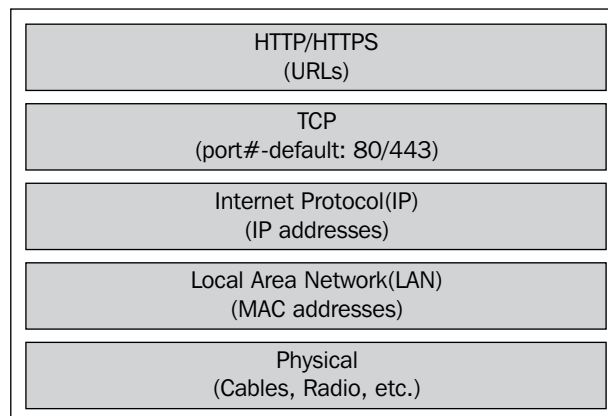 HTTP/HTTPS
(URLs)
TCP
(port#-default: 80/443)
Internet Protocol(IP)
(IP addresses)
Local Area Network(LAN)
(MAC addresses)
Physical
(Cables, Radio, etc.)